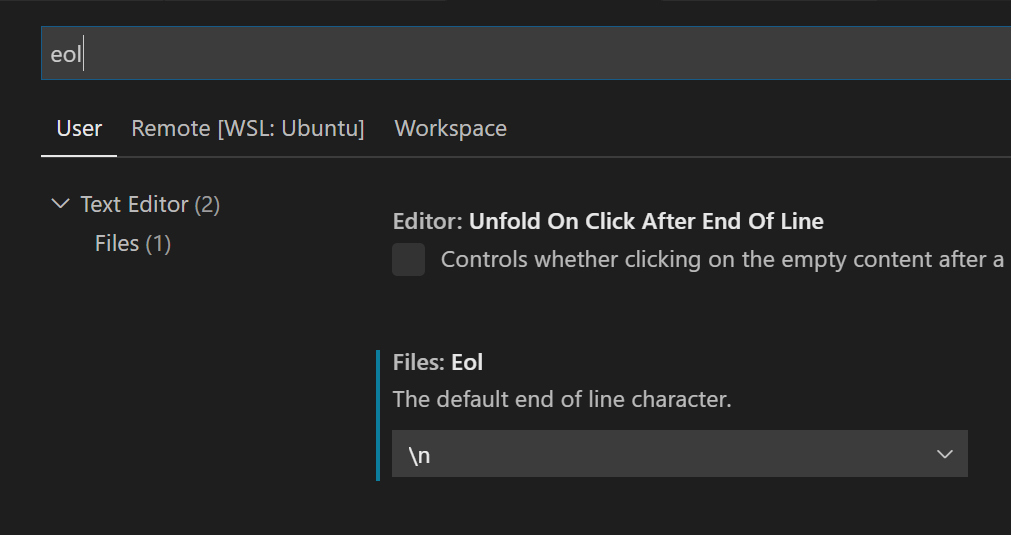 eol
User Remote [WSL: Ubuntu] Workspace
Text Editor (2)
Files (1)
Editor: Unfold On Click After End Of Line
Controls whether clicking on the empty content after a
Files: Eol
The default end of line character.
\n